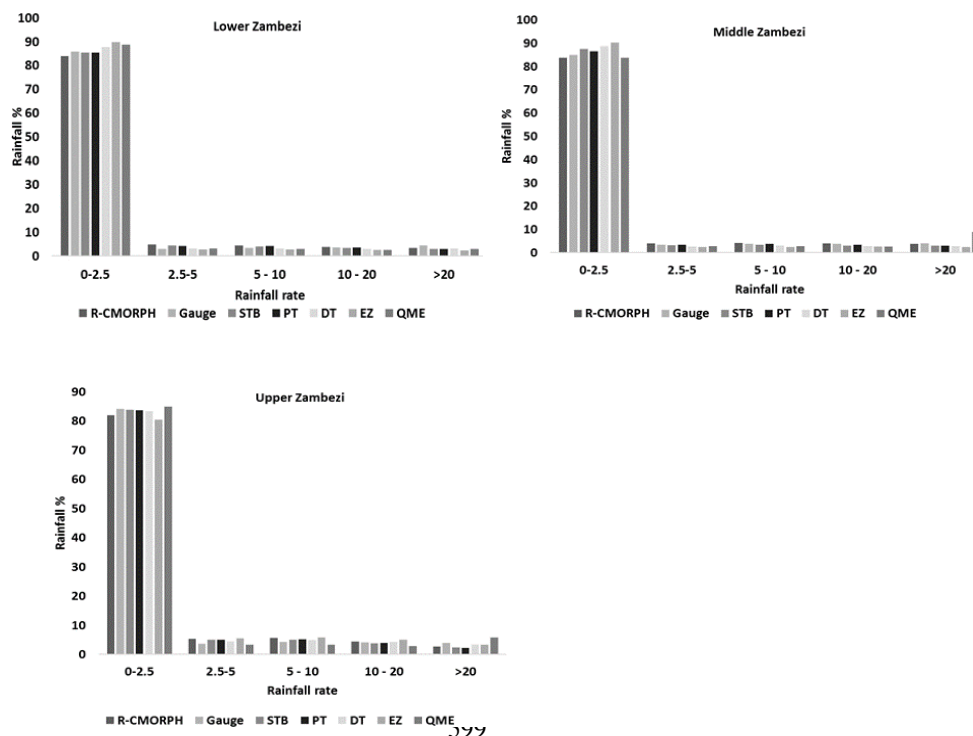 Lower Zambezi
100
90
80
70
60
50
40
30
20
10
0
Rainfall %
0-2.5 2.5-5 5 - 10 10 - 20 >20
Rainfall rate
R-CMORPH Gauge STB PT DT EZ QME
Middle Zambezi
100
90
80
70
60
50
40
30
20
10
0
Rainfall %
0-2.5 2.5-5 5 - 10 10 - 20 >20
Rainfall rate
R-CMORPH Gauge STB PT DT EZ QME
Upper Zambezi
90
80
70
60
50
40
30
20
10
0
Rainfall %
0-2.5 2.5-5 5 - 10 10 - 20 >20
Rainfall rate
R-CMORPH Gauge STB PT DT EZ QME
599